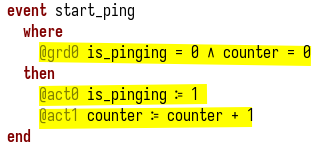 event start_ping
where
@grd0 is_pinging = 0 ∧ counter = 0
then
@act0 is_pinging ≔ 1
@act1 counter ≔ counter + 1
end